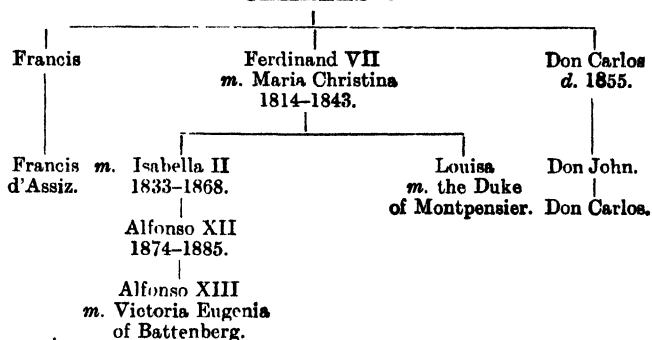 Francis
Ferdinand VII
m. Maria Christina
1814–1843.
Don Carlos
d. 1855.
Francis m. Isabella II
d'Assiz. 1833–1868.
Louisa
m. the Duke
of Montpensier.
Don John.
Don Carlos.
Alfonso XII
1874–1885.
Alfonso XIII
m. Victoria Eugenia
of Battenberg.